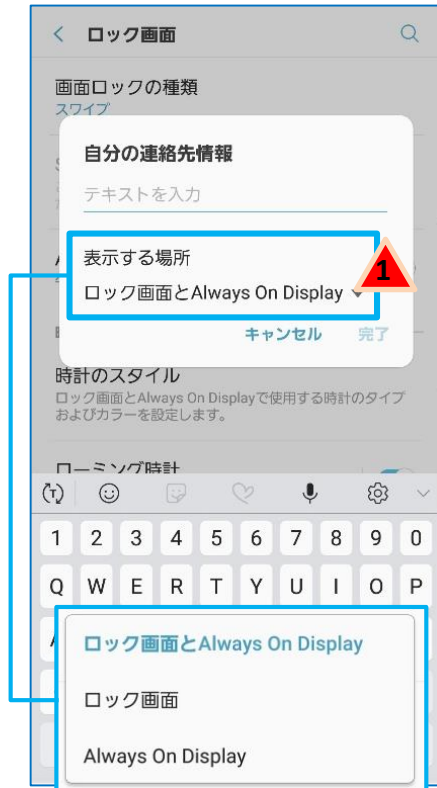 ロック画面
画面ロックの種類
スワイプ
自分の連絡先情報
テキストを入力
表示する場所
ロック画面とAlways On Display
1
キャンセル 完了
時計のスタイル
ロック画面とAlways On Displayで使用する時計のタイプ
およびカラーを設定します。
ローミング時計
1 2 3 4 5 6 7 8 9 0
Q W E R T Y U I O P
ロック画面とAlways On Display
ロック画面
Always On Display